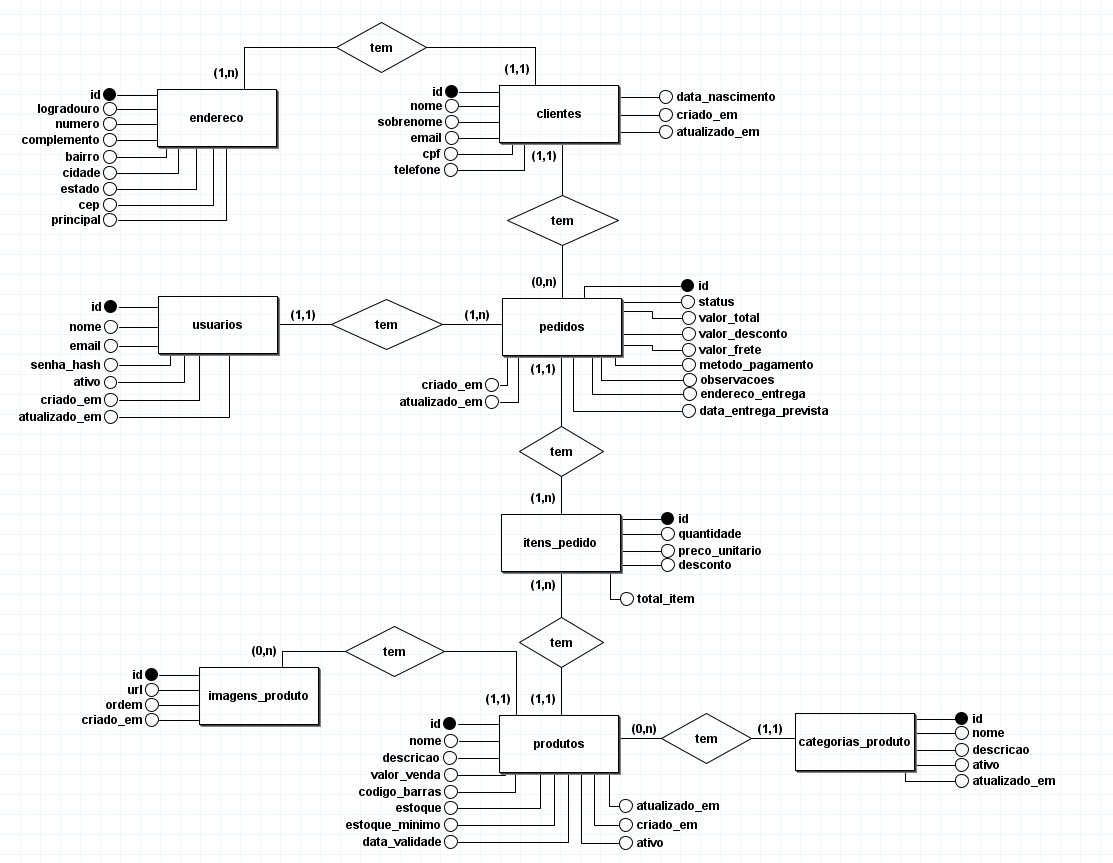 tem
(1,n)
(1,1)
id
logradouro
numero
complemento
bairro
cidade
estado
cep
principal
endereco
id
nome
sobrenome
email
cpf
telefone
clientes
data_nascimento
criado_em
atualizado_em
(1,1)
tem
(0,n)
id
nome
email
senha_hash
ativo
criado_em
atualizado_em
usuarios
(1,1)
tem
(1,n)
pedidos
id
status
valor_total
valor_desconto
valor_frete
metodo_pagamento
observacoes
endereco_entrega
data_entrega_prevista
criado_em
atualizado_em
(1,1)
tem
(1,n)
itens_pedido
id
quantidade
preco_unitario
desconto
total_item
(1,n)
tem
(1,1)
(0,n)
tem
(1,1)
id
url
ordem
criado_em
imagens_produto
id
nome
descricao
valor_venda
codigo_barras
estoque
estoque_minimo
data_validade
produtos
atualizado_em
criado_em
ativo
(0,n)
tem
(1,1)
categorias_produto
id
nome
descricao
ativo
atualizado_em